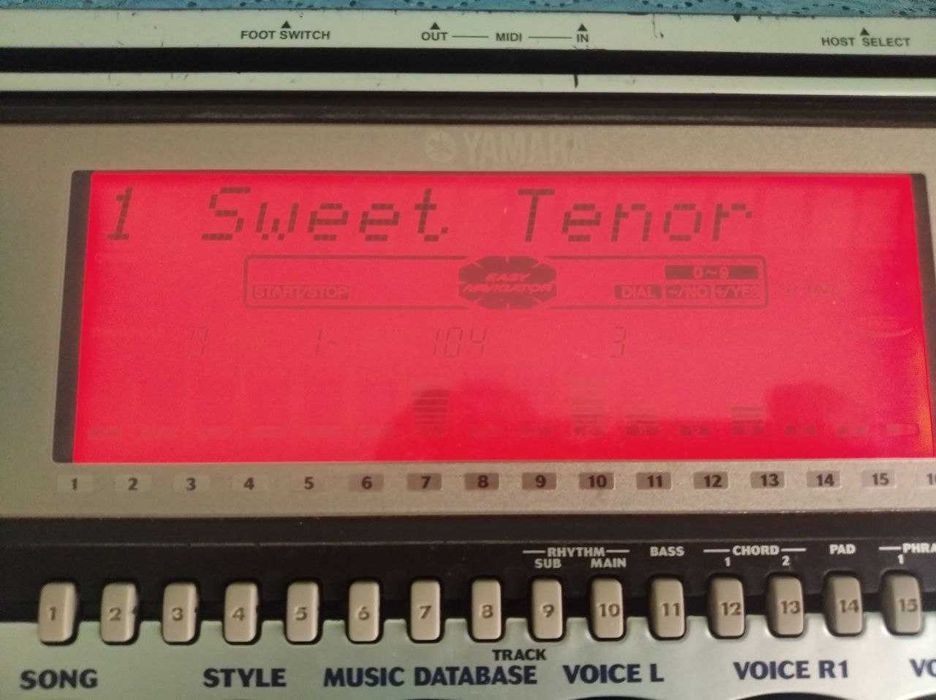 FOOT SWITCH OUT MIDI IN HOST SELECT
YAMAHA
1 Sweet Tenor
START/STOP EASY NAVIGATOR 0~9
DIAL -/NO +/YES
104 3
1 2 3 4 5 6 7 8 9 10 11 12 13 14 15
RHYTHM BASS CHORD PAD
SUB MAIN 1 2 1
1 2 3 4 5 6 7 8 9 10 11 12 13 14 15
TRACK
SONG STYLE MUSIC DATABASE VOICE L VOICE R1